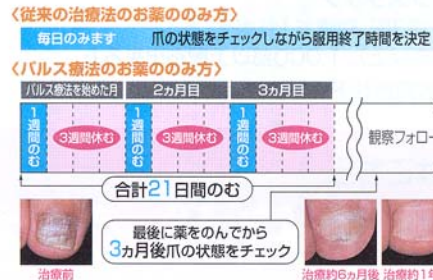 〈従来の治療法のお薬ののみ方〉
毎日のみます 爪の状態をチェックしながら服用終了時間を決定
〈パルス療法のお薬ののみ方〉
パルス療法を始めた月 2ヵ月目 3ヵ月目
1週間のむ 3週間休む 1週間のむ 3週間休む 1週間のむ 3週間休む 観察フォロー
合計21日間のむ
最後に薬をのんでから
3ヵ月後爪の状態をチェック
治療前 治療約6ヵ月後 治療約1年